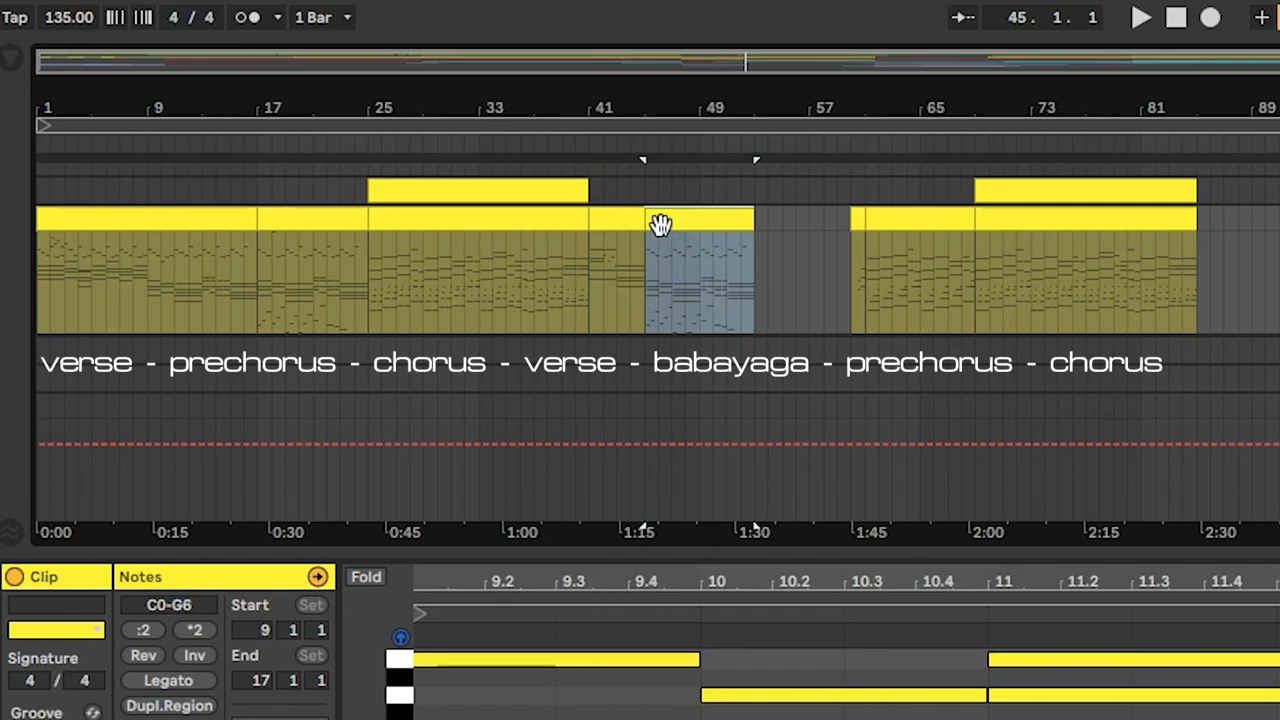 Tap 135.00 4 / 4 1 Bar 45. 1. 1
1 9 17 25 33 41 49 57 65 73 81 89
verse - prechorus - chorus - verse - babayaga - prechorus - chorus
0:00 0:15 0:30 0:45 1:00 1:15 1:30 1:45 2:00 2:15 2:30
Clip Notes Fold 9.2 9.3 9.4 10 10.2 10.3 10.4 11 11.2 11.3 11.4
C0-G6 Start Set
:2 *2 9 1 1
Signature Rev Inv End Set
4 / 4 Legato 17 1 1
Groove Dupl.Region